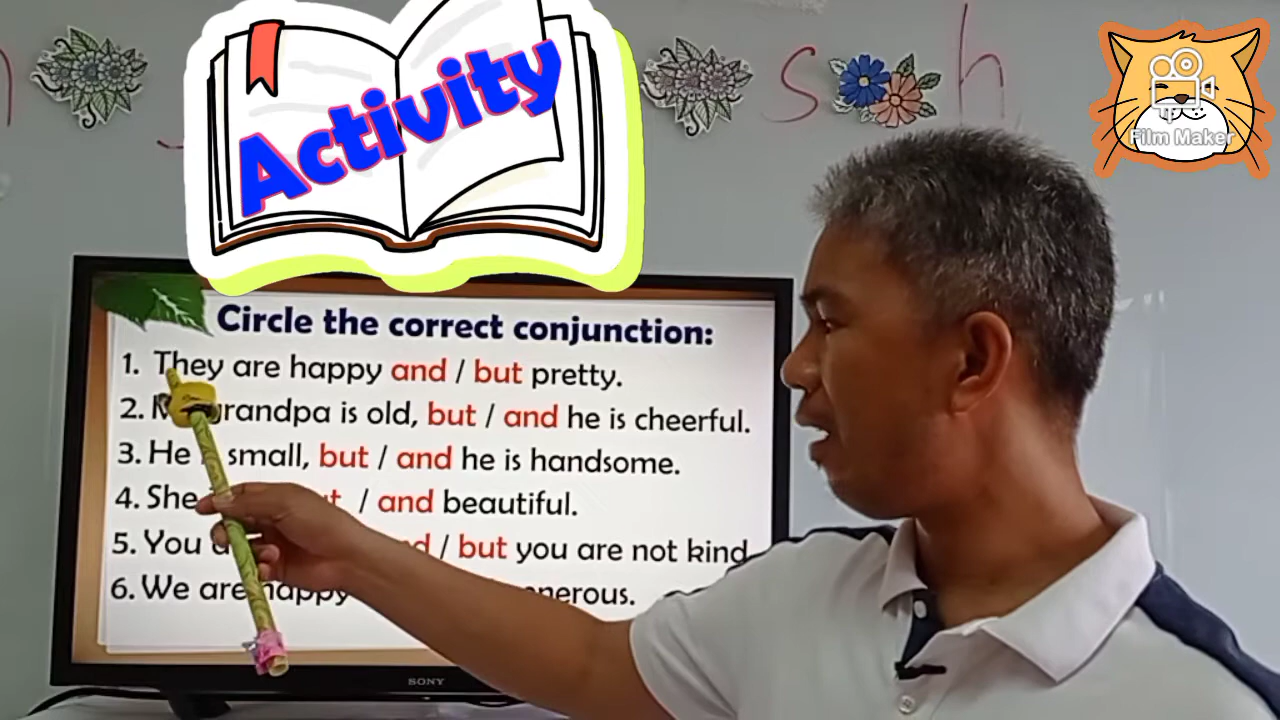 s h
Activity
Film Maker
Circle the correct conjunction:
1. They are happy and / but pretty.
2. grandpa is old, but / and he is cheerful.
3. He small, but / and he is handsome.
4. She / and beautiful.
5. You / but you are not kind
6. We are happy
SONY